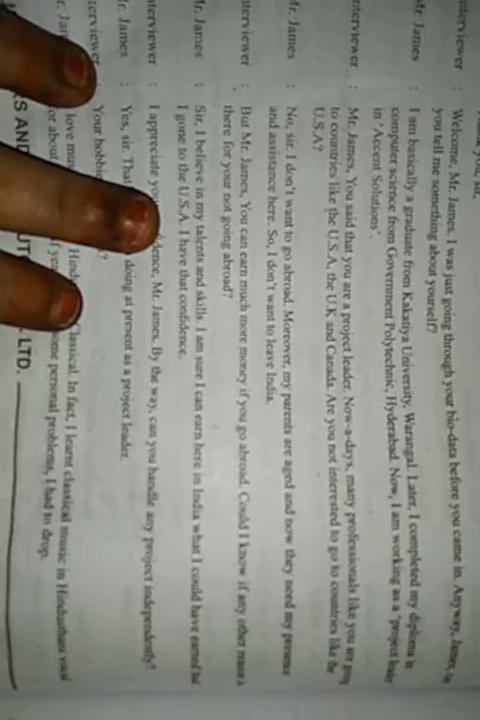 Thank you, sir.
Interviewer : Welcome, Mr. James. I was just going through your bio-data before you came in. Anyway, James,
you tell me something about yourself?
Mr. James : I am basically a graduate from Kakatiya University, Warangal. Later, I completed my diploma in
computer science from Government Polytechnic, Hyderabad. Now, I am working as a 'project leader
in 'Accent Solutions'.
Interviewer : Mr. James, You said that you are a project leader. Now-a-days, many professionals like you are going
to countries like the U.S.A, the U.K and Canada. Are you not interested to go to countries like the
U.S.A?
Mr. James : No, sir. I don't want to go abroad. Moreover, my parents are aged and now they need my presence
and assistance here. So, I don't want to leave India.
Interviewer : But Mr. James, You can earn much more money if you go abroad. Could I know if any other reason is
there for your not going abroad?
Mr. James : Sir, I believe in my talents and skills. I am sure I can earn here in India what I could have earned had
I gone to the U.S.A. I have that confidence.
Interviewer : I appreciate your Mr. James. By the way, can you handle any project independently?
Mr. James : Yes, sir. doing at present as a project leader.
Interviewer Your hobbies
love Classical. In fact, I learnt classical music in Hindusthani vocal
for about some personal problems, I had to drop.
AND LTD.